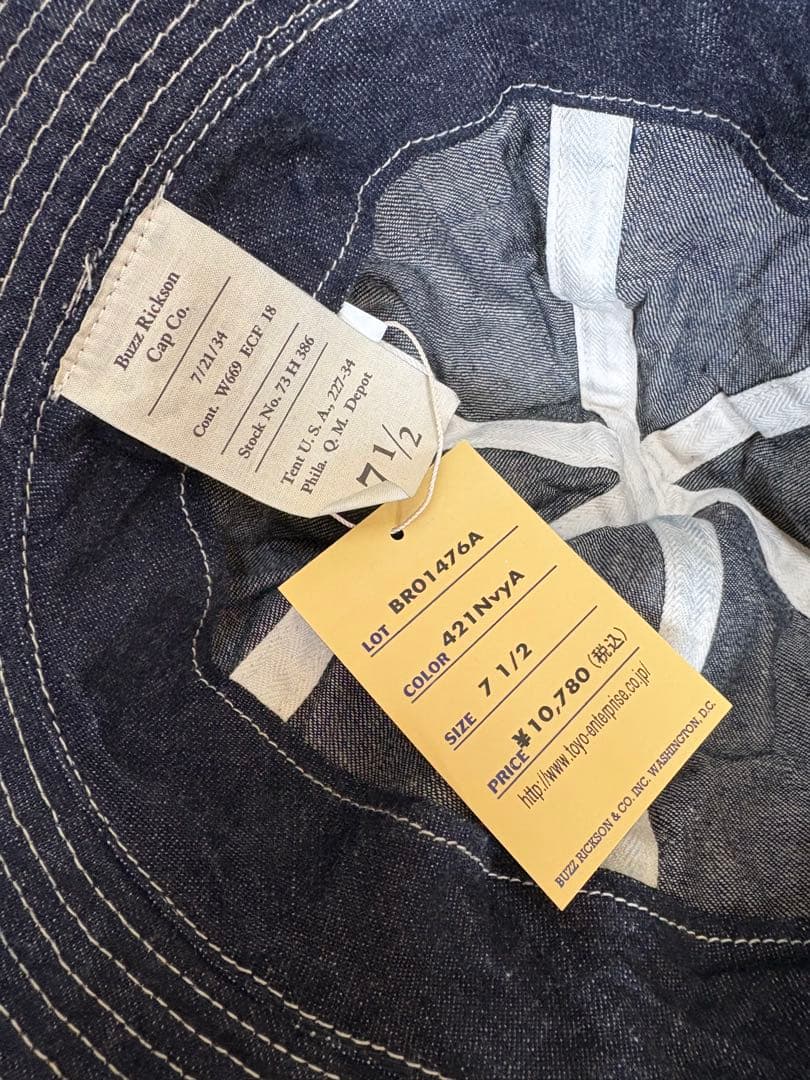 Buzz Rickson
Cap Co.
7/21/34
Cont. W669 ECF 18
Stock No. 73 H 386
Tent U. S. A., 227-34
Phila. Q. M. Depot
7 1/2
LOT BR01476A
COLOR 421NvyA
SIZE 7 1/2
PRICE ¥10,780(税込)
http://www.toyo-enterprise.co.jp/
BUZZ RICKSON & CO. INC. WASHINGTON, D.C.